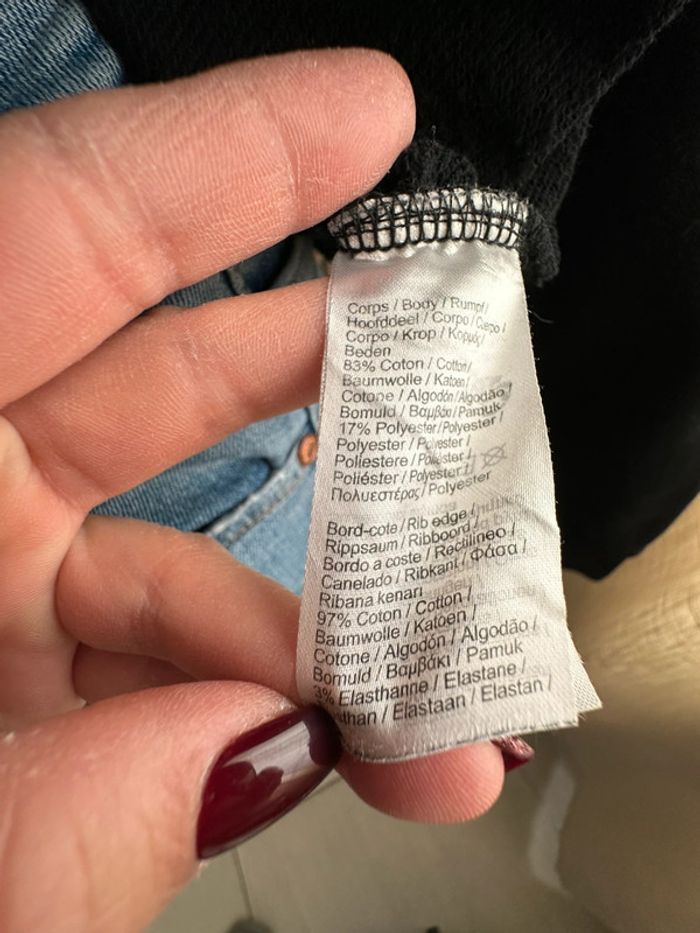 Corps / Body / Rumpf/
Hoofddeel / Corpo / Cuerpo /
Corpo / Krop / Κορμός/
Beden
83% Coton / Cotton/
Baumwolle / Katoen/
Cotone / Algodón/Algodão/
Bomuld / Βαμβάκι / Pamuk
17% Polyester/Polyester /
Polyester / Polyester /
Poliestere / Poliéster /
Poliéster / Polyester /
Πολυεστέρας / Polyester
Bord-cote / Rib edge /
Rippsaum / Ribboord /
Bordo a coste / Rectilíneo /
Canelado / Ribkant / Φάσα /
Ribana kenarı
97% Coton / Cotton /
Baumwolle / Katoen /
Cotone / Algodón / Algodão /
Bomuld / Βαμβάκι / Pamuk
3% Elasthanne / Elastane /
sthan / Elastaan / Elastan /